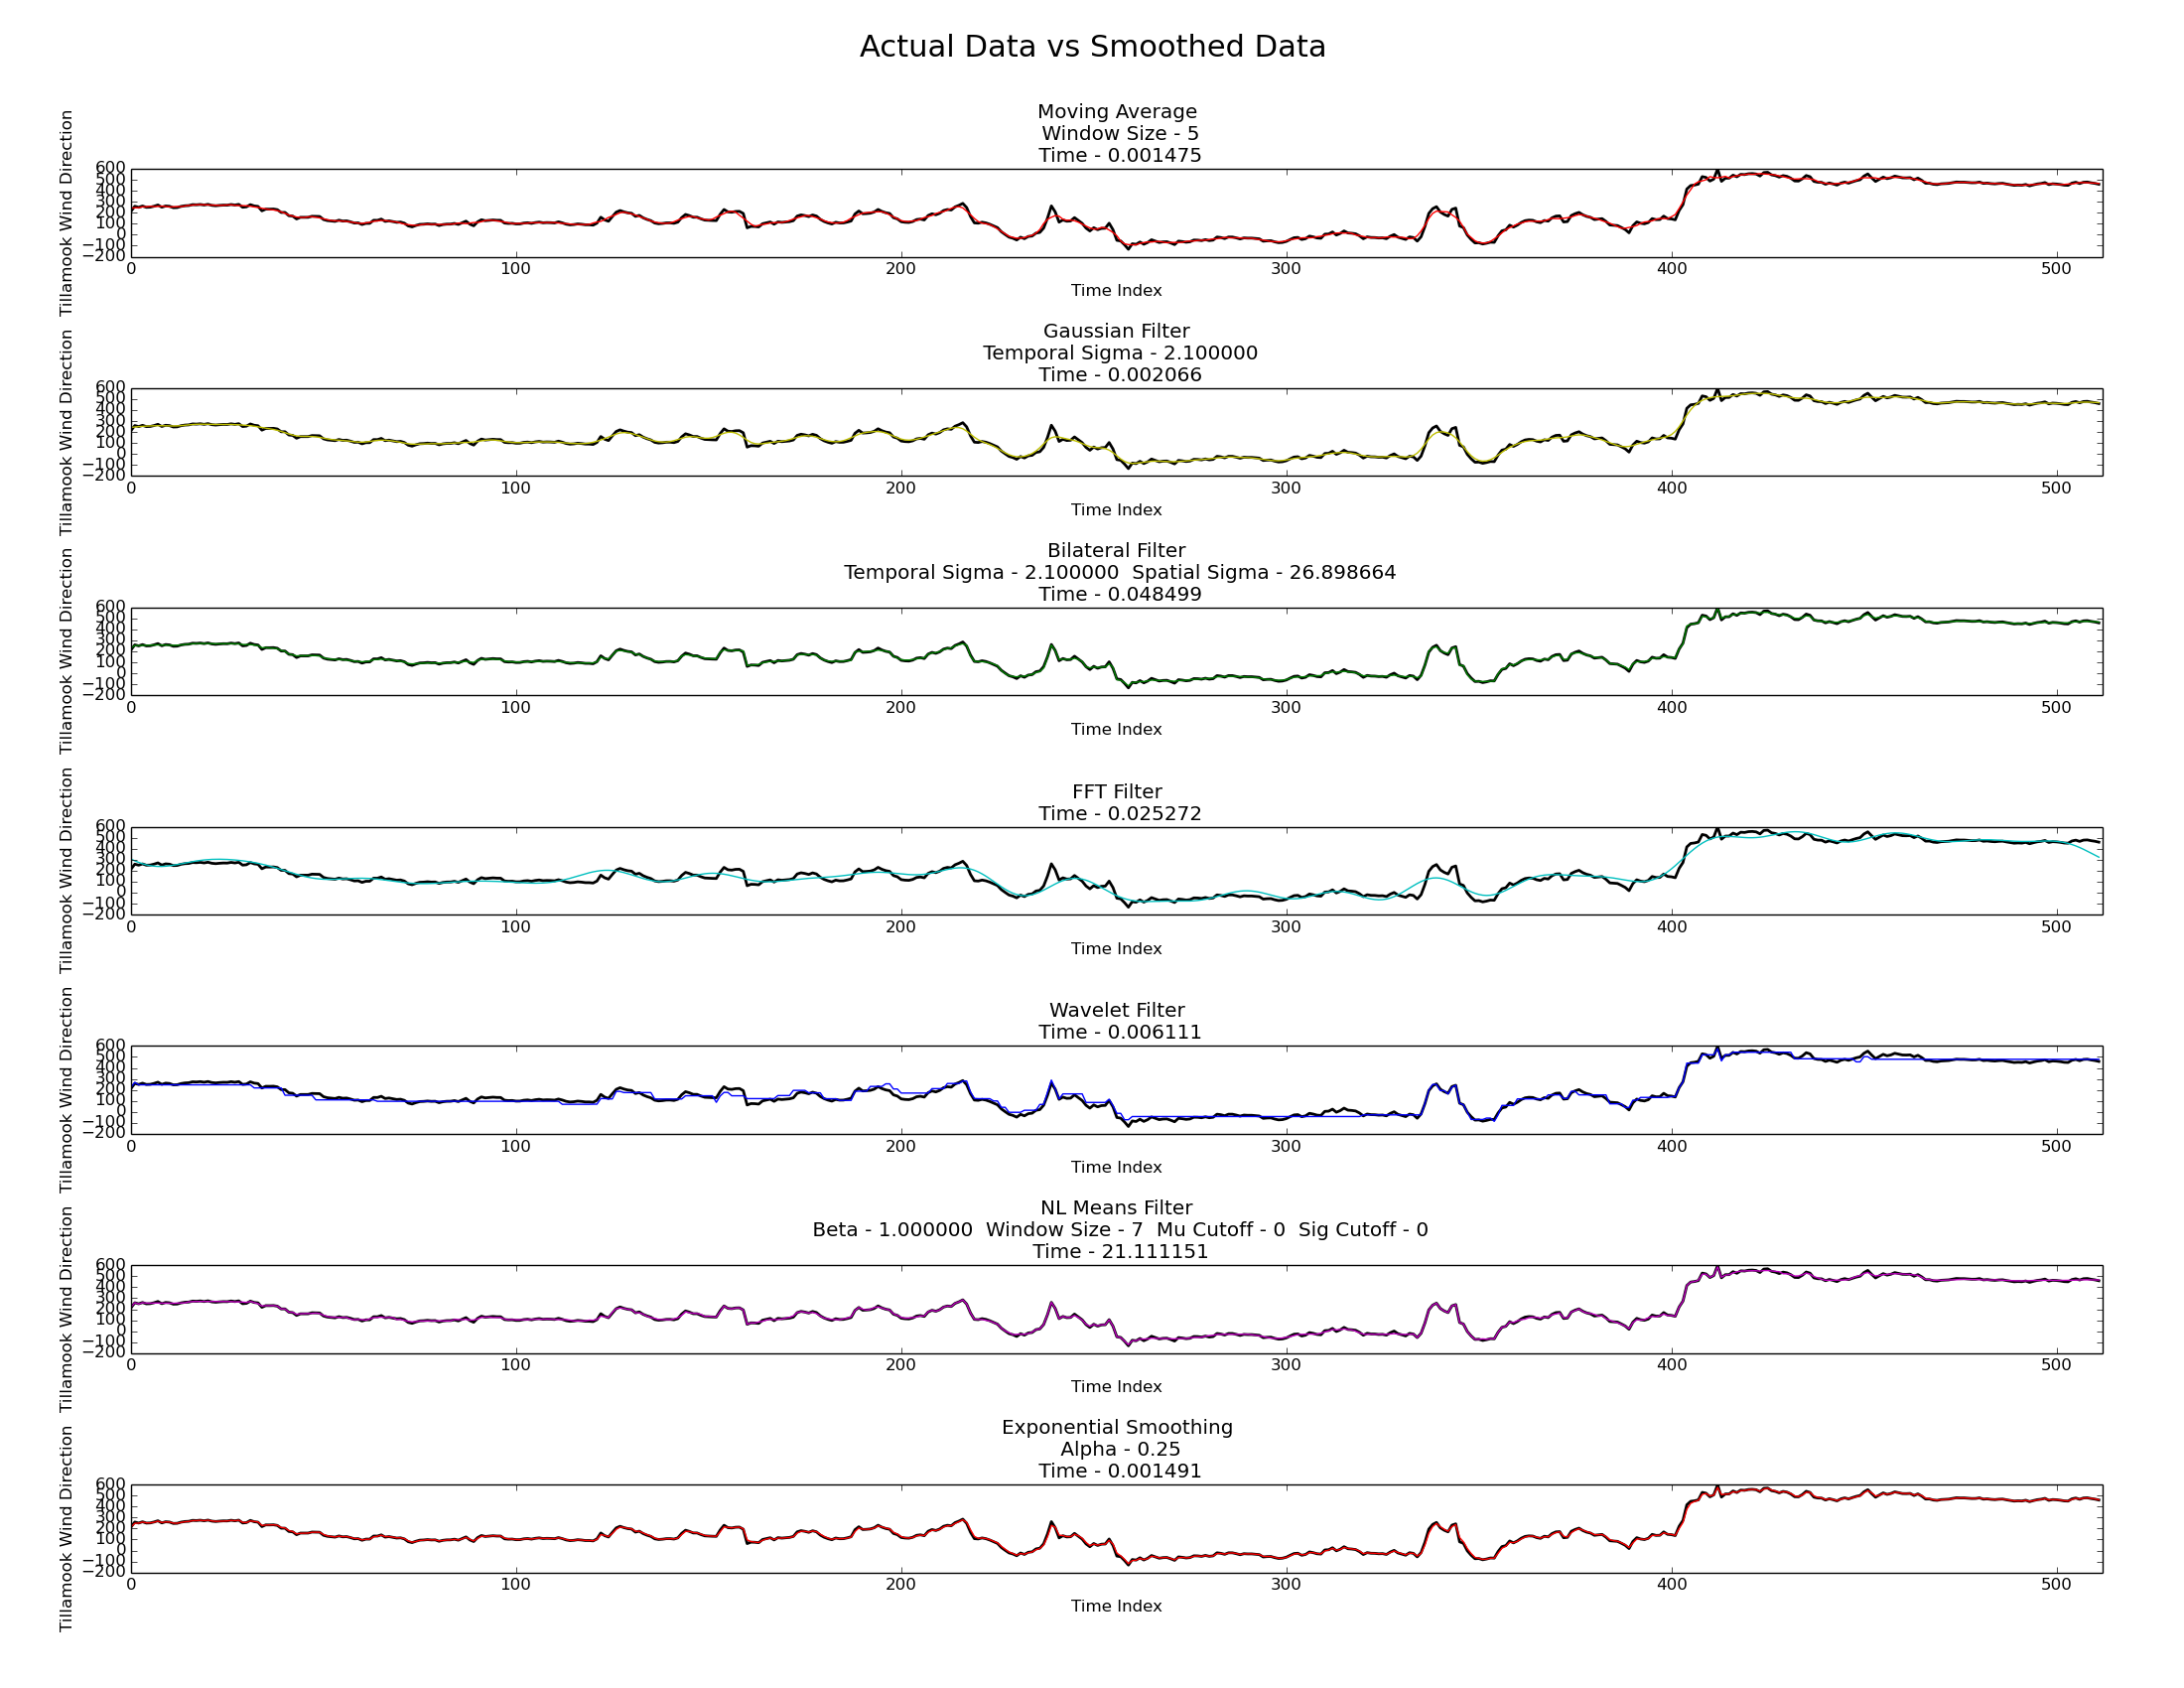 Actual Data vs Smoothed Data
Moving Average
Window Size - 5
Time - 0.001475
Tillamook Wind Direction
600
500
400
300
200
100
0
−100
−200
0 100 200 300 400 500
Time Index
Gaussian Filter
Temporal Sigma - 2.100000
Time - 0.002066
Tillamook Wind Direction
600
500
400
300
200
100
0
−100
−200
0 100 200 300 400 500
Time Index
Bilateral Filter
Temporal Sigma - 2.100000 Spatial Sigma - 26.898664
Time - 0.048499
Tillamook Wind Direction
600
500
400
300
200
100
0
−100
−200
0 100 200 300 400 500
Time Index
FFT Filter
Time - 0.025272
Tillamook Wind Direction
600
500
400
300
200
100
0
−100
−200
0 100 200 300 400 500
Time Index
Wavelet Filter
Time - 0.006111
Tillamook Wind Direction
600
500
400
300
200
100
0
−100
−200
0 100 200 300 400 500
Time Index
NL Means Filter
Beta - 1.000000 Window Size - 7 Mu Cutoff - 0 Sig Cutoff - 0
Time - 21.111151
Tillamook Wind Direction
600
500
400
300
200
100
0
−100
−200
0 100 200 300 400 500
Time Index
Exponential Smoothing
Alpha - 0.25
Time - 0.001491
Tillamook Wind Direction
600
500
400
300
200
100
0
−100
−200
0 100 200 300 400 500
Time Index